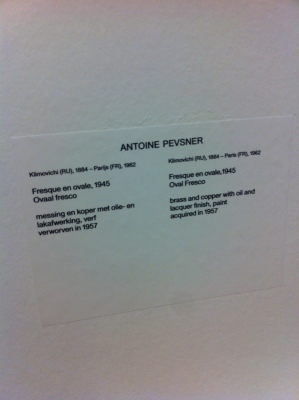 ANTOINE PEVSNER
Klimovichi (RU), 1884 – Parijs (FR), 1962
Fresque en ovale, 1945
Ovaal fresco
messing en koper met olie- en
lakafwerking, verf
verworven in 1957
Klimovichi (RU), 1884 – Paris (FR), 1962
Fresque en ovale,1945
Oval Fresco
brass and copper with oil and
lacquer finish, paint
acquired in 1957